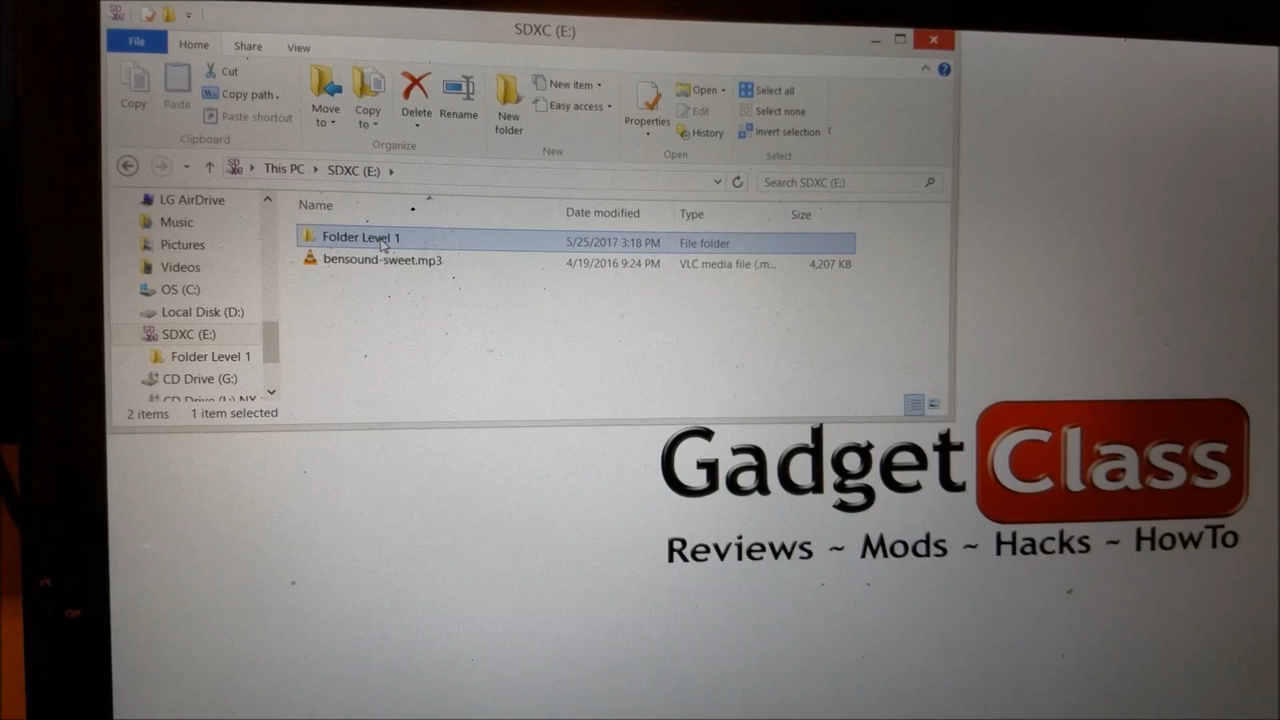 SDXC (E:)
File Home Share View
Copy Paste Cut
Copy path
Paste shortcut
Clipboard
Move to Copy to Delete Rename
Organize
New folder New item
Easy access
New
Properties Open
Edit
History
Open
Select all
Select none
Invert selection
Select
This PC SDXC (E:)
Search SDXC (E:)
LG AirDrive
Music
Pictures
Videos
OS (C:)
Local Disk (D:)
SDXC (E:)
Folder Level 1
CD Drive (G:)
Name Date modified Type Size
Folder Level 1 5/25/2017 3:18 PM File folder
bensound-sweet.mp3 4/19/2016 9:24 PM VLC media file (.m... 4,207 KB
2 items 1 item selected
GadgetClass
Reviews ~ Mods ~ Hacks ~ HowTo